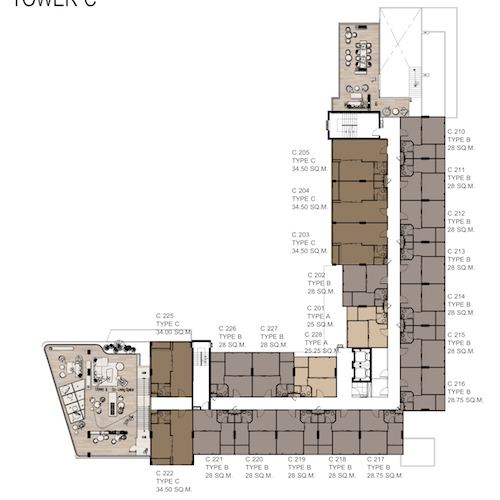 TOWER C
C 210
TYPE B
28 SQ.M.
C 205
TYPE C
34.50 SQ.M.
C 211
TYPE B
28 SQ.M.
C 204
TYPE C
34.50 SQ.M.
C 212
TYPE B
28 SQ.M.
C 203
TYPE C
34.50 SQ.M.
C 213
TYPE B
28 SQ.M.
C 202
TYPE B
28 SQ.M.
C 214
TYPE B
28 SQ.M.
C 201
TYPE A
25 SQ.M.
C 225
TYPE C
34.00 SQ.M.
C 226
TYPE B
28 SQ.M.
C 227
TYPE B
28 SQ.M.
C 228
TYPE A
25.25 SQ.M.
C 215
TYPE B
28 SQ.M.
C 216
TYPE B
28.75 SQ.M.
C 222
TYPE C
34.50 SQ.M.
C 221
TYPE B
28 SQ.M.
C 220
TYPE B
28 SQ.M.
C 219
TYPE B
28 SQ.M.
C 218
TYPE B
28 SQ.M.
C 217
TYPE B
28.75 SQ.M.